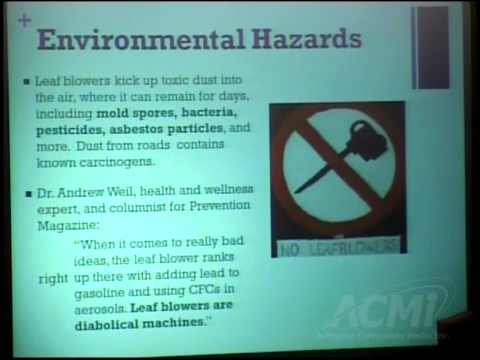 +
Environmental Hazards
Leaf blowers kick up toxic dust into
the air, where it can remain for days,
including mold spores, bacteria,
pesticides, asbestos particles, and
more. Dust from roads contains
known carcinogens.
Dr. Andrew Weil, health and wellness
expert, and columnist for Prevention
Magazine:
"When it comes to really bad
ideas, the leaf blower ranks
right up there with adding lead to
gasoline and using CFCs in
aerosols. Leaf blowers are
diabolical machines."
NO LEAFBLOWERS
ACMi
Arlington Community Media Inc.